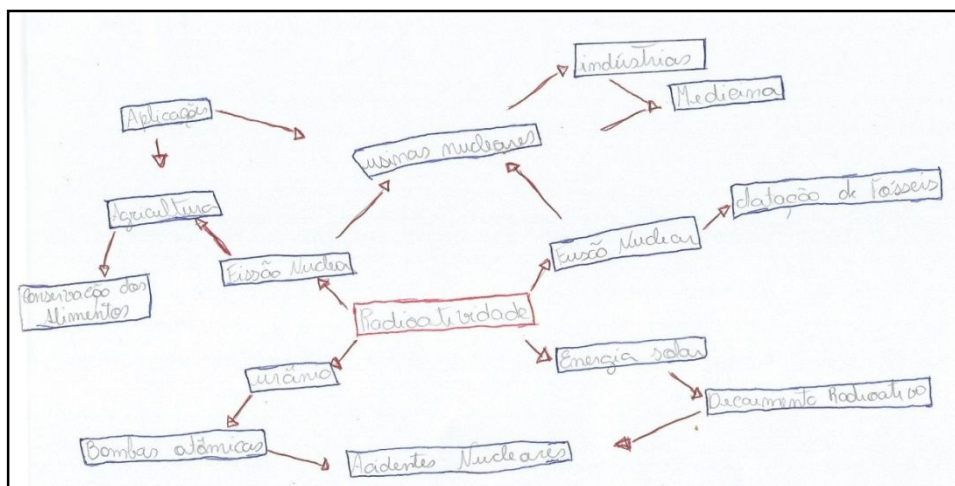 indústrias
Medicina
Aplicação
usinas nucleares
datação de Fósseis
Agricultura
Fusão Nuclear
Fissão Nuclear
Conservação dos
Alimentos
Radioatividade
Energia solar
urânio
Decaimento Radioativo
Bombas atômicas
Acidentes Nucleares